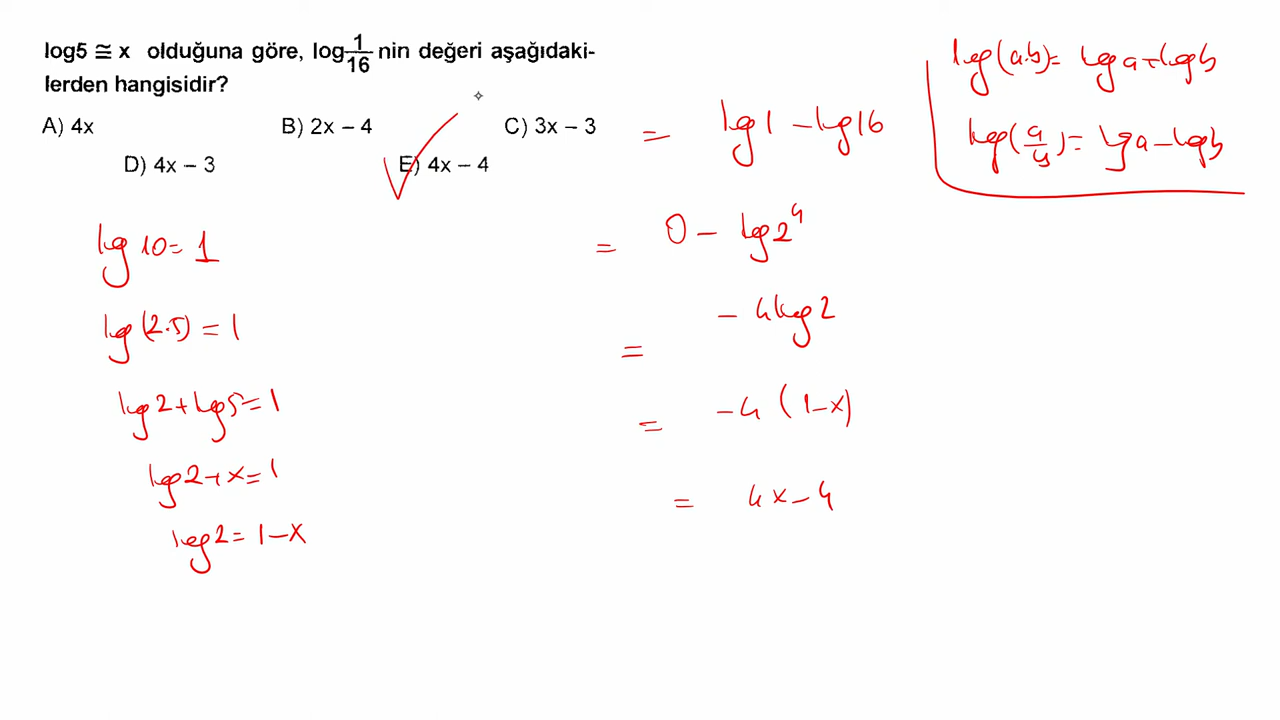 log5 ≅ x olduğuna göre, log 1/16 nin değeri aşağıdaki-
lerden hangisidir?
A) 4x B) 2x – 4 C) 3x – 3
D) 4x – 3 E) 4x – 4
log(a.b) = loga + logb
log(a/b) = loga – logb
= log1 – log16
= 0 – log2⁴
= – 4log2
= – 4 (1–x)
= 4x – 4
log10 = 1
log(2.5) = 1
log2 + log5 = 1
log2 + x = 1
log2 = 1 – x